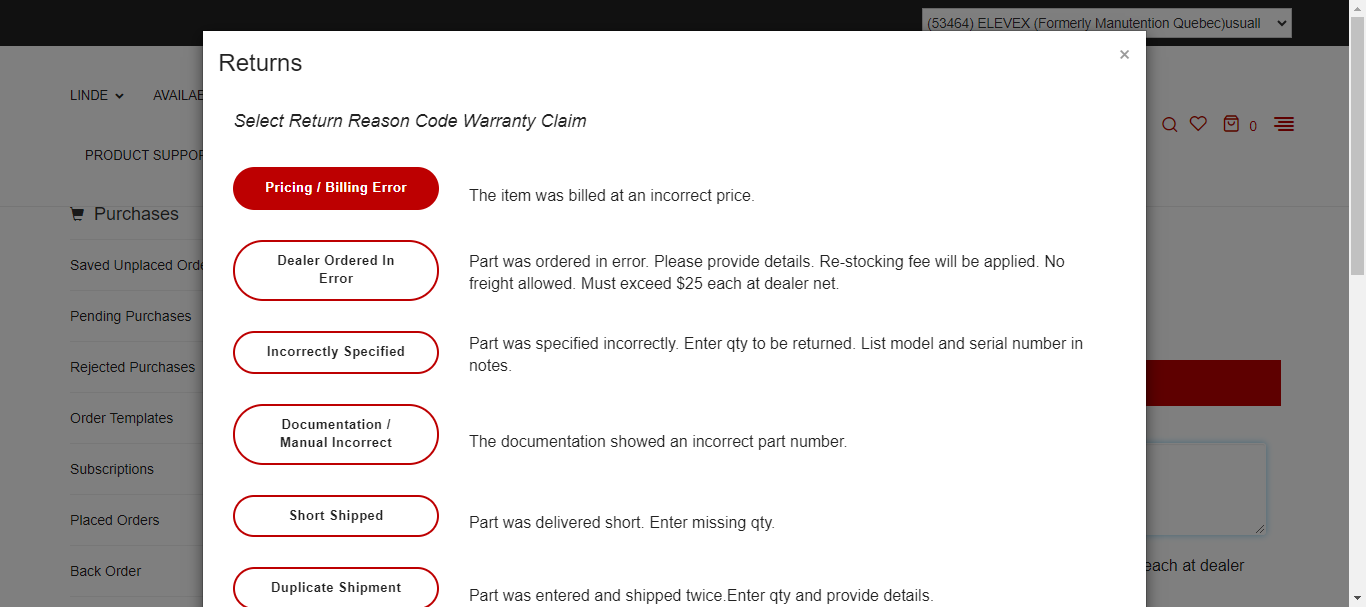 (53464) ELEVEX (Formerly Manutention Quebec)usuall
Returns
×
LINDE
AVAILAB
0
PRODUCT SUPPOR
Select Return Reason Code Warranty Claim
Pricing / Billing Error
The item was billed at an incorrect price.
Purchases
Dealer Ordered In
Error
Part was ordered in error. Please provide details. Re-stocking fee will be applied. No
freight allowed. Must exceed $25 each at dealer net.
Saved Unplaced Orde
Pending Purchases
Incorrectly Specified
Part was specified incorrectly. Enter qty to be returned. List model and serial number in
notes.
Rejected Purchases
Order Templates
Documentation /
Manual Incorrect
The documentation showed an incorrect part number.
Subscriptions
Short Shipped
Part was delivered short. Enter missing qty.
Placed Orders
Back Order
each at dealer
Duplicate Shipment
Part was entered and shipped twice.Enter qty and provide details.